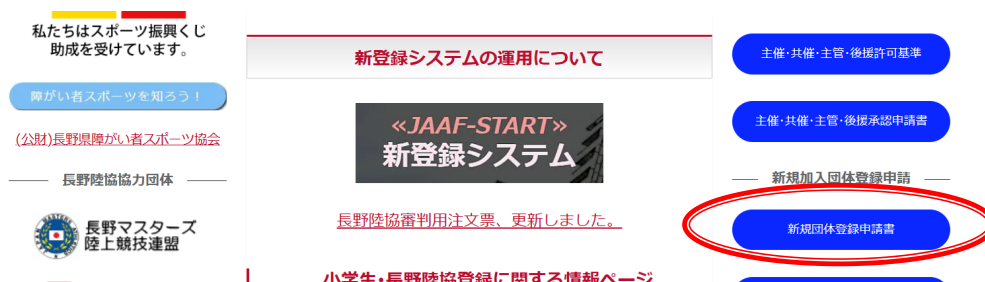 私たちはスポーツ振興くじ
助成を受けています。
障がい者スポーツを知ろう！
(公財)長野県障がい者スポーツ協会
長野陸協協力団体
長野マスターズ
陸上競技連盟
新登録システムの運用について
«JAAF-START»
新登録システム
長野陸協審判用注文票、更新しました。
小学生・長野陸協登録に関する情報ページ
主催・共催・主管・後援許可基準
主催・共催・主管・後援承認申請書
新規加入団体登録申請
新規団体登録申請書